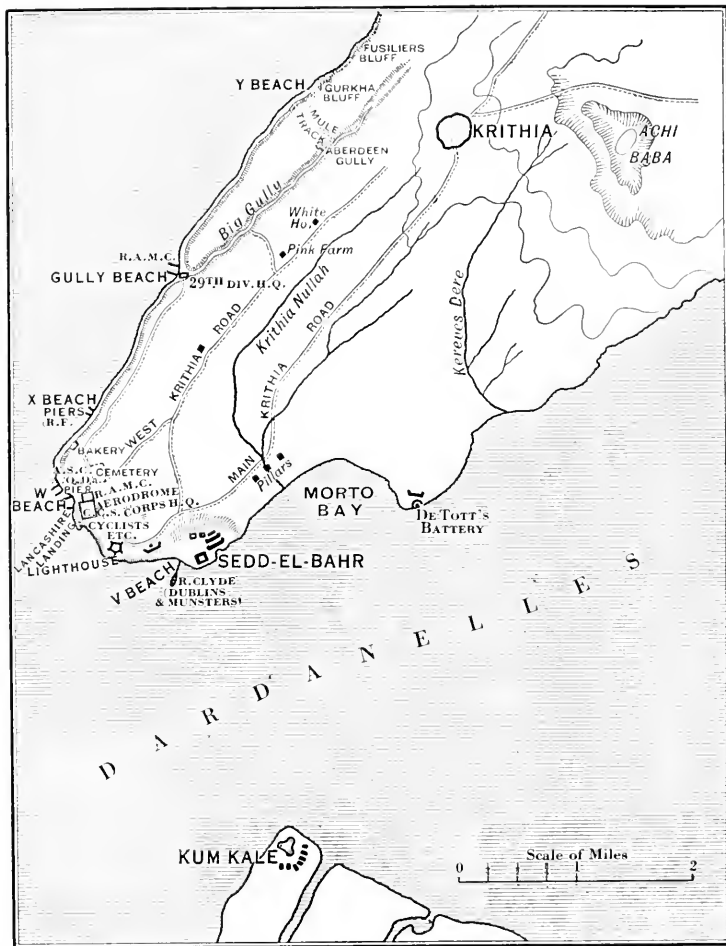 FUSILIERS
BLUFF
Y BEACH
GURKHA
BLUFF
MULE
TRACK
ABERDEEN
GULLY
KRITHIA
ACHI
BABA
Big Gully
White
Ho.
Pink Farm
R.A.M.C.
GULLY BEACH
29TH DIV. H.Q.
Krithia Nullah
Kereves Dere
WEST KRITHIA ROAD
MAIN KRITHIA ROAD
X BEACH
PIERS
(R.F.
BAKERY
A.S.C.
CEMETERY
PIER
R.A.M.C.
W
BEACH
AERODROME
C.C.S. CORPS H.Q.
LANCASHIRE
LANDING
CYCLISTS
ETC.
LIGHTHOUSE
Pillars
MORTO
BAY
DE TOTT'S
BATTERY
V BEACH
SEDD-EL-BAHR
R. CLYDE
(DUBLINS
& MUNSTERS)
DARDANELLES
KUM KALE
Scale of Miles
0 1 2